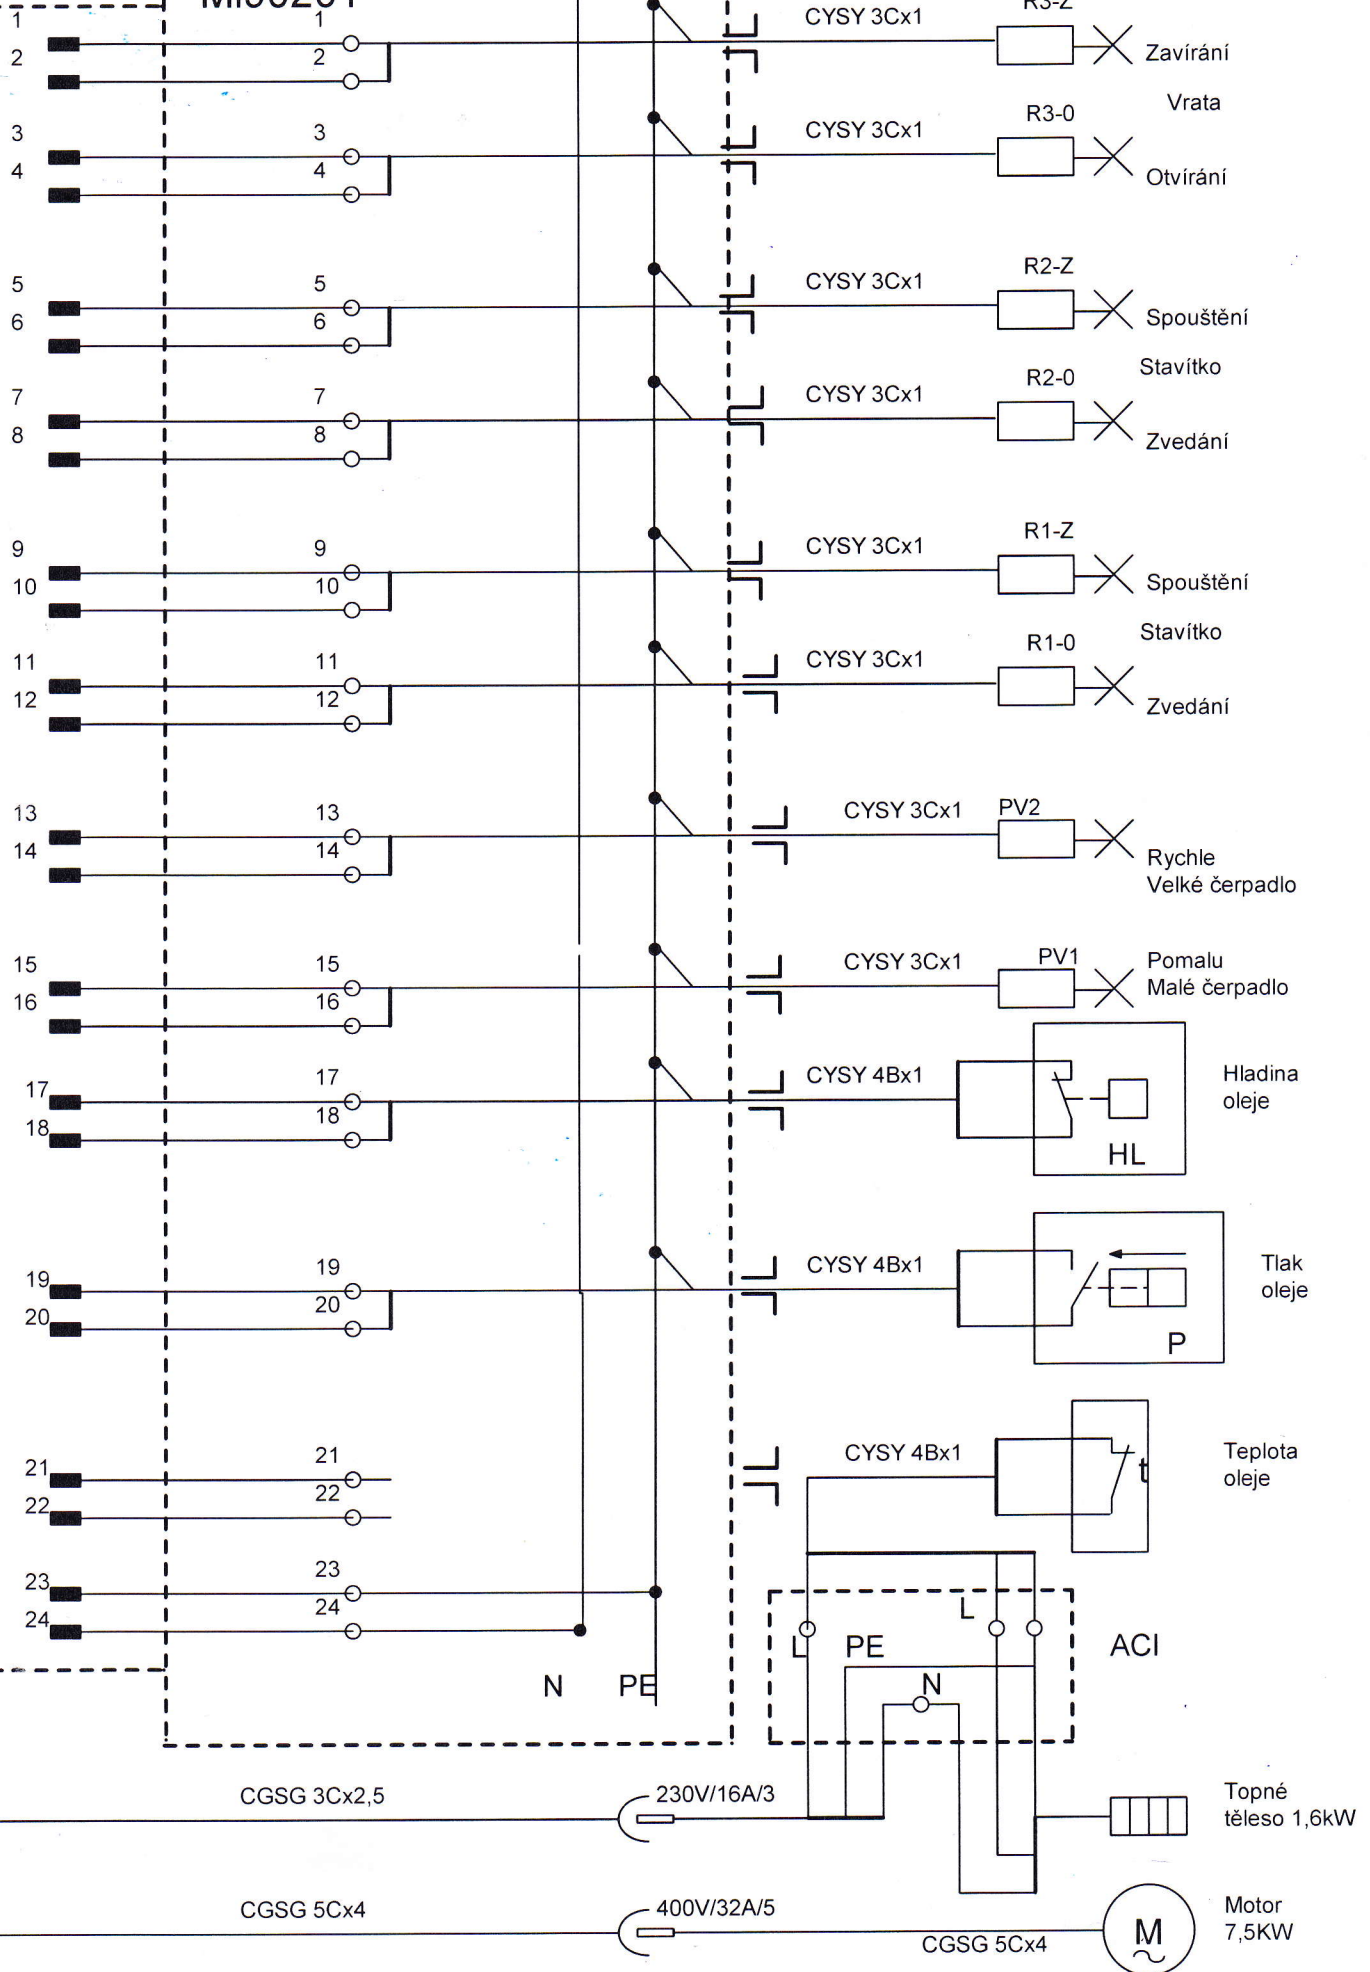 1 1 CYSY 3Cx1
2 2 Zavírání
Vrata
R3-0
3 3 CYSY 3Cx1
4 4 Otvírání
R2-Z
5 5 CYSY 3Cx1
6 6 Spouštění
Stavítko
R2-0
7 7 CYSY 3Cx1
8 8 Zvedání
R1-Z
9 9 CYSY 3Cx1
10 10 Spouštění
Stavítko
R1-0
11 11 CYSY 3Cx1
12 12 Zvedání
13 13 CYSY 3Cx1 PV2
14 14 Rychle
Velké čerpadlo
15 15 CYSY 3Cx1 PV1 Pomalu
16 16 Malé čerpadlo
17 17 CYSY 4Bx1 Hladina
oleje
18 18
HL
19 19 CYSY 4Bx1 Tlak
oleje
20 20
P
21 21 CYSY 4Bx1 Teplota
t oleje
22 22
23 23
24 24 L
L PE ACI
N PE N
CGSG 3Cx2,5 230V/16A/3 Topné
těleso 1,6kW
CGSG 5Cx4 400V/32A/5 Motor
M 7,5KW
CGSG 5Cx4